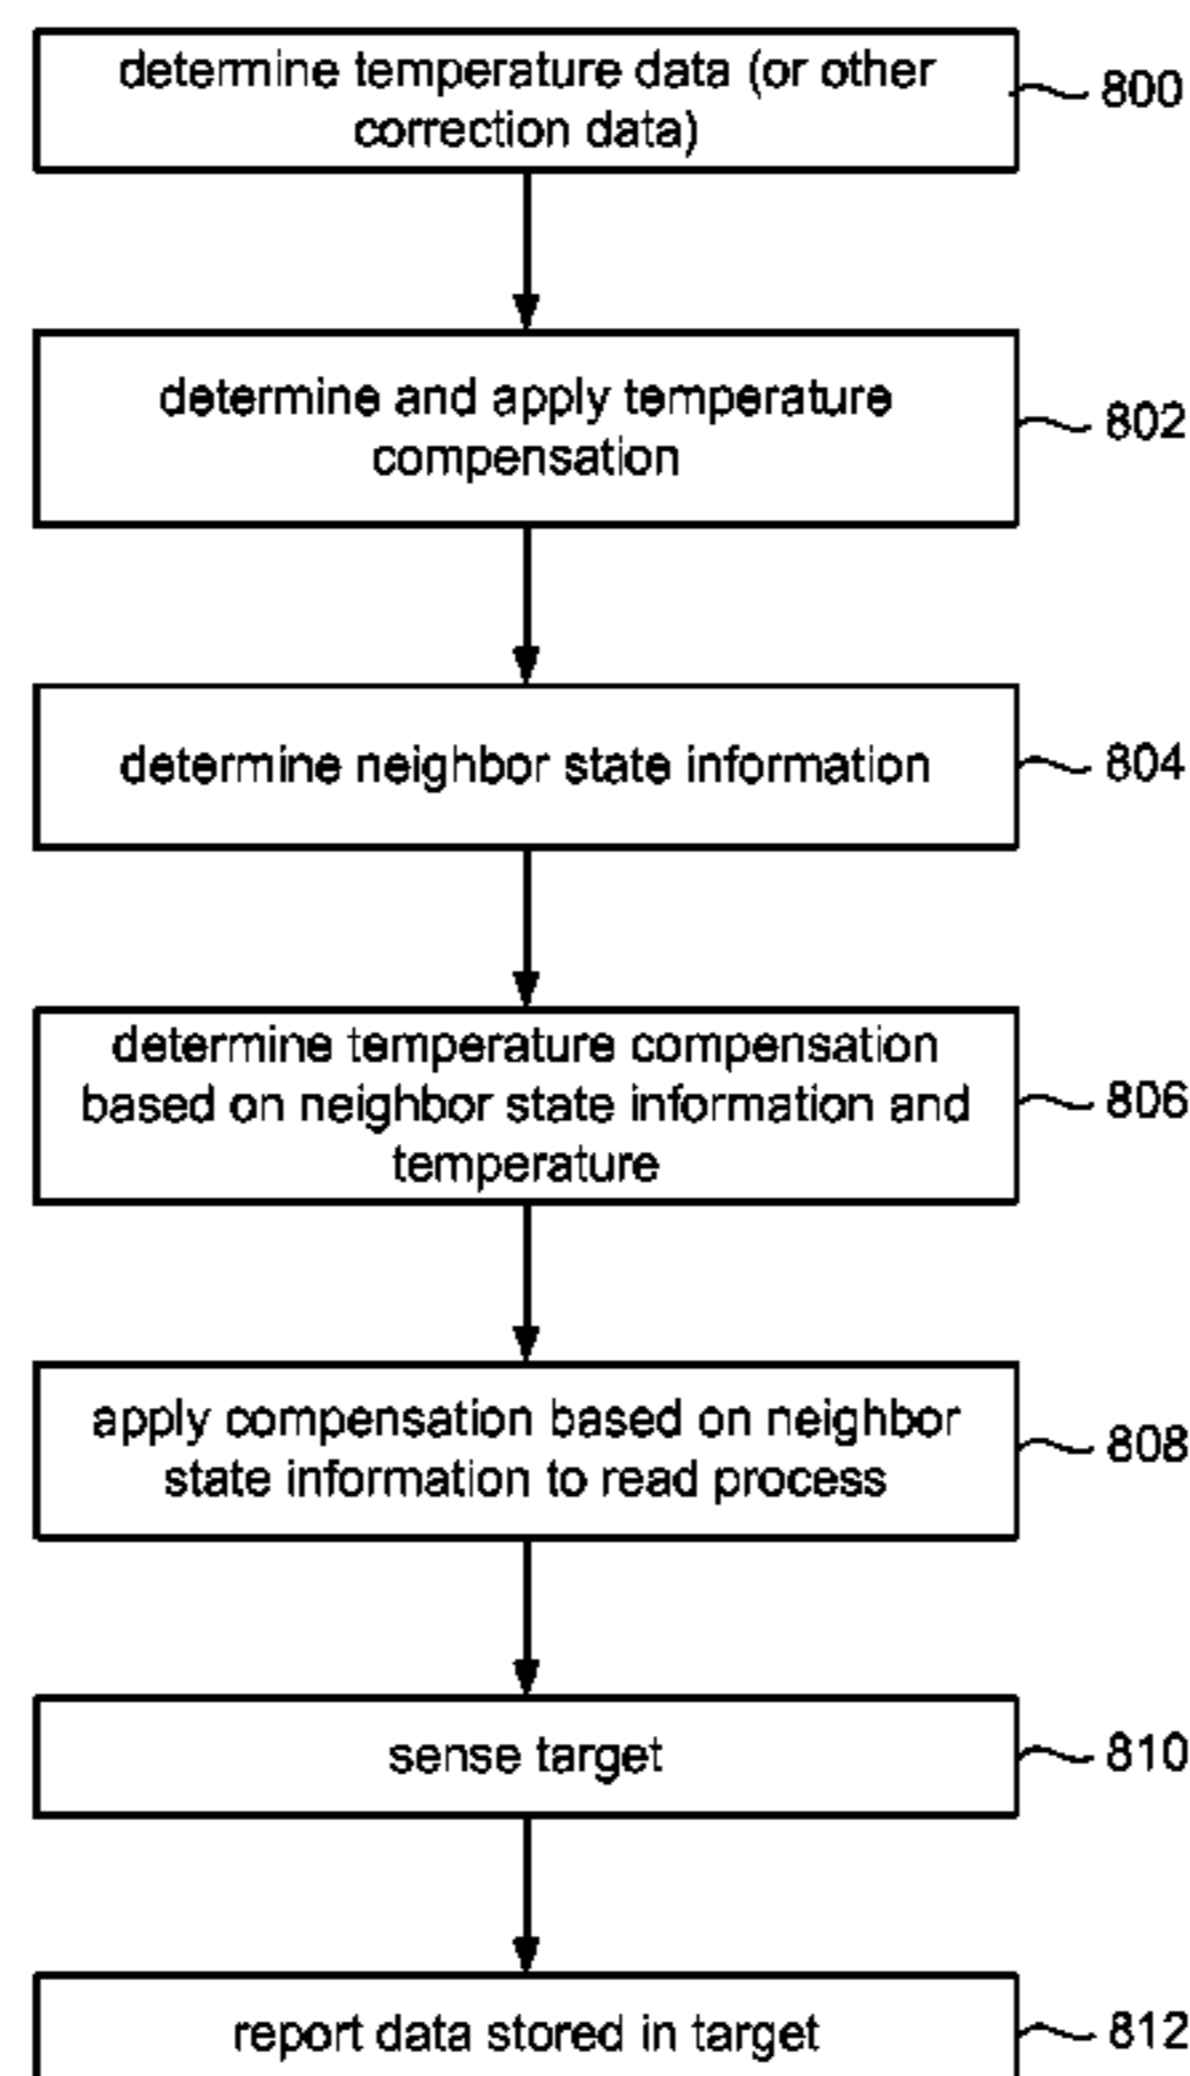 determine temperature data (or other
correction data)
800
determine and apply temperature
compensation
802
determine neighbor state information
804
determine temperature compensation
based on neighbor state information and
temperature
806
apply compensation based on neighbor
state information to read process
808
sense target
810
report data stored in target
812